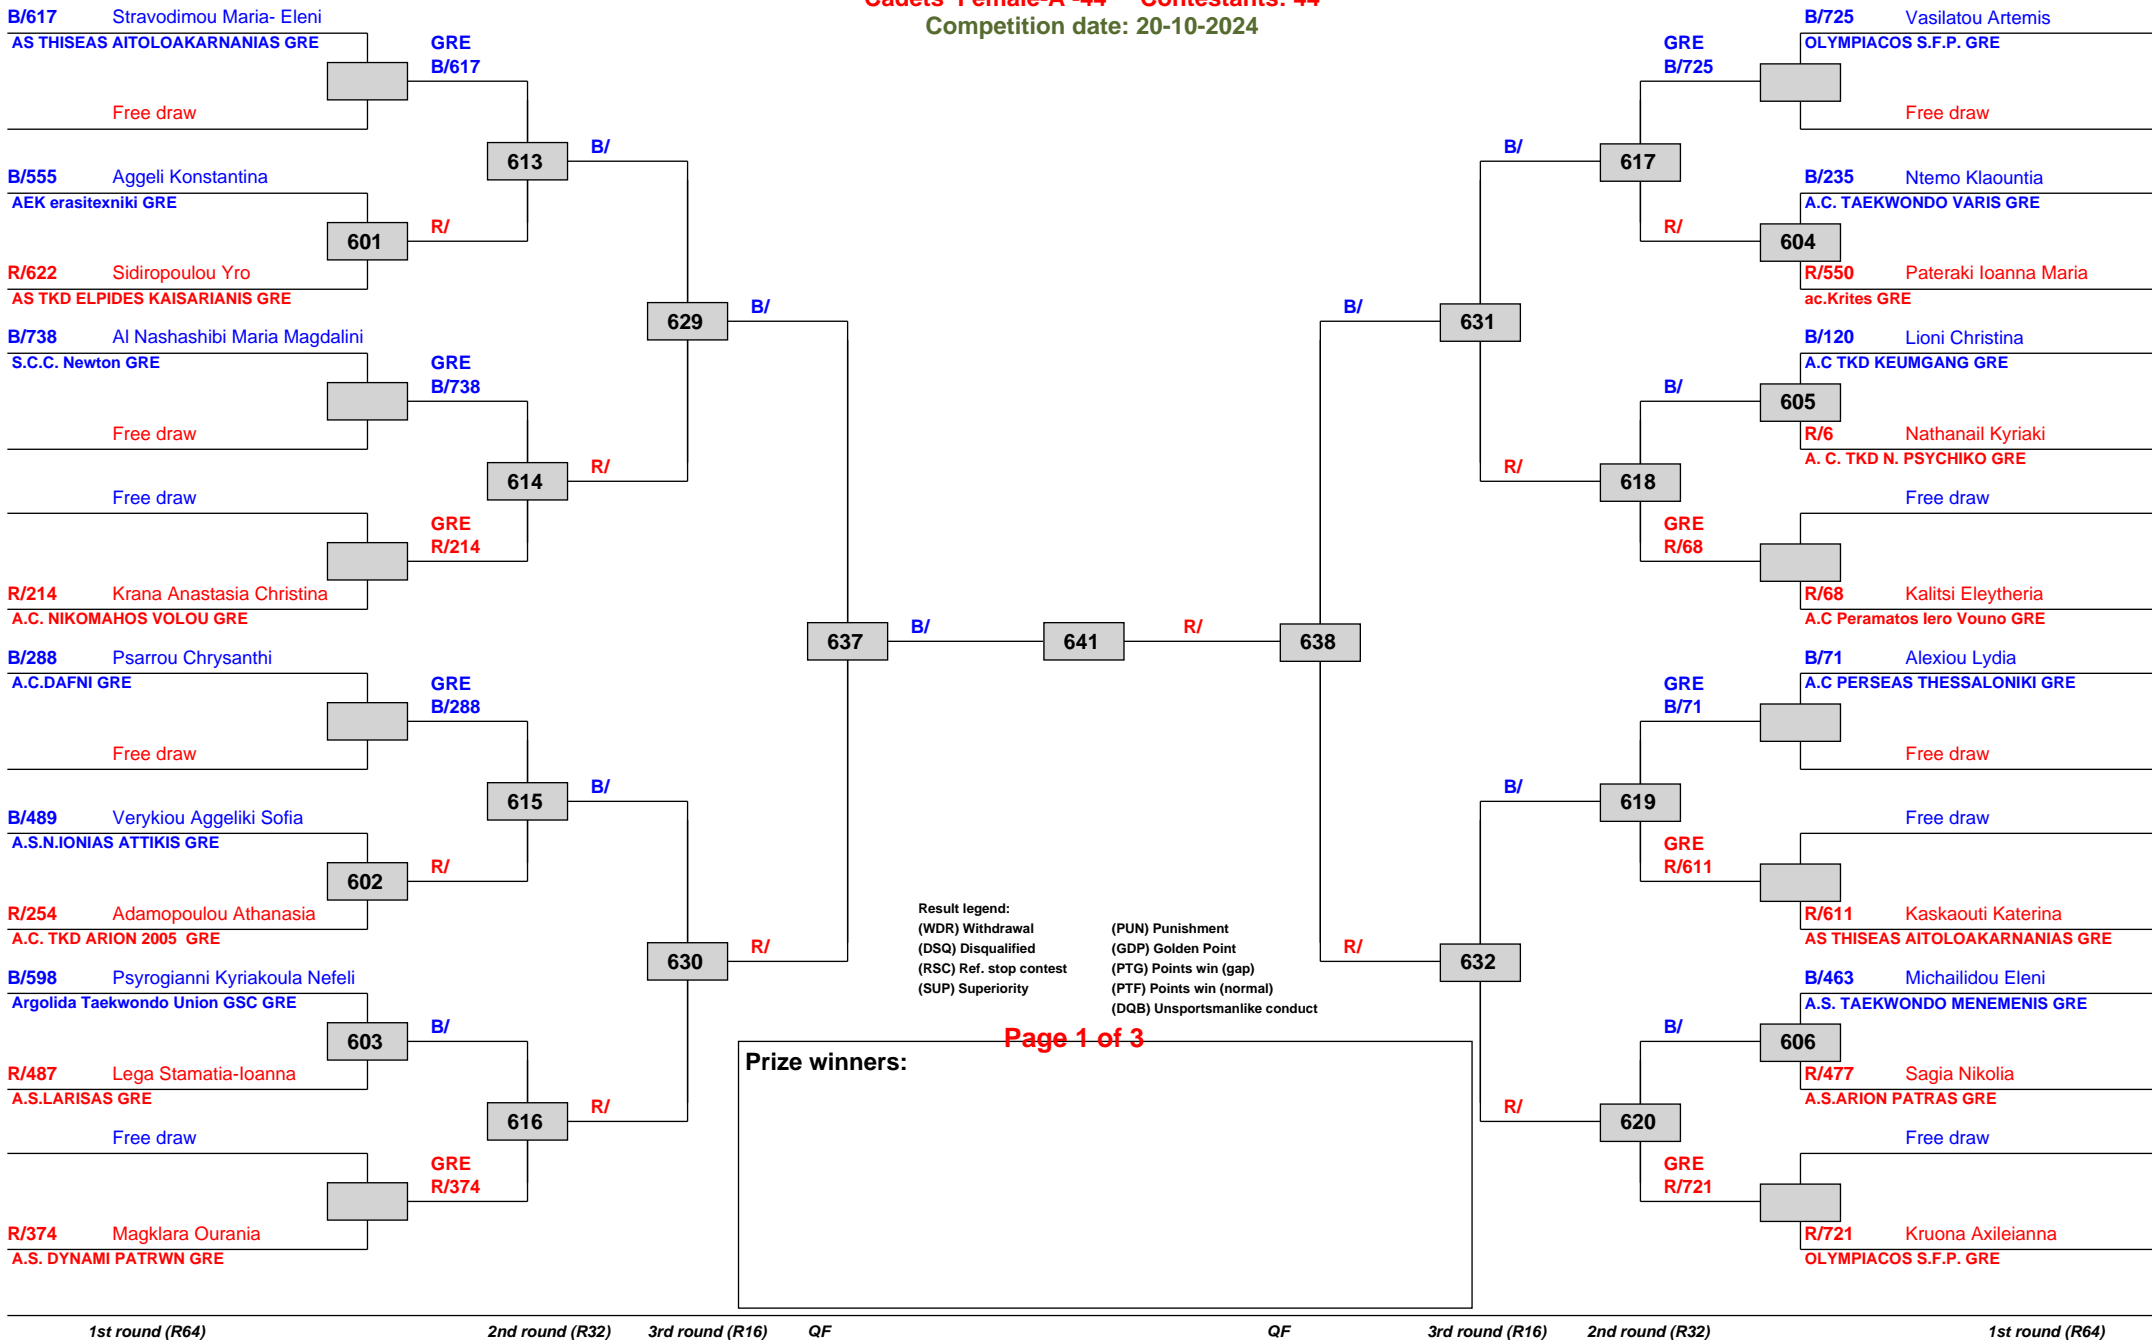 Cadets Female-A -44 Contestants: 44
Competition date: 20-10-2024
B/617 Stravodimou Maria- Eleni
AS THISEAS AITOLOAKARNANIAS GRE
GRE
B/617
Free draw
613
B/
B/555 Aggeli Konstantina
AEK erasitexniki GRE
601
R/
R/622 Sidiropoulou Yro
AS TKD ELPIDES KAISARIANIS GRE
629
B/
B/738 Al Nashashibi Maria Magdalini
S.C.C. Newton GRE
GRE
B/738
Free draw
614
R/
Free draw
GRE
R/214
R/214 Krana Anastasia Christina
A.C. NIKOMAHOS VOLOU GRE
637
B/
641
R/
638
B/288 Psarrou Chrysanthi
A.C.DAFNI GRE
GRE
B/288
Free draw
615
B/
B/489 Verykiou Aggeliki Sofia
A.S.N.IONIAS ATTIKIS GRE
602
R/
R/254 Adamopoulou Athanasia
A.C. TKD ARION 2005 GRE
630
R/
B/598 Psyrogianni Kyriakoula Nefeli
Argolida Taekwondo Union GSC GRE
603
B/
R/487 Lega Stamatia-Ioanna
A.S.LARISAS GRE
616
R/
Free draw
GRE
R/374
R/374 Magklara Ourania
A.S. DYNAMI PATRWN GRE
B/725 Vasilatou Artemis
OLYMPIACOS S.F.P. GRE
GRE
B/725
Free draw
B/
617
B/235 Ntemo Klaountia
A.C. TAEKWONDO VARIS GRE
R/
604
R/550 Pateraki Ioanna Maria
ac.Krites GRE
B/
631
B/120 Lioni Christina
A.C TKD KEUMGANG GRE
B/
605
R/6 Nathanail Kyriaki
A. C. TKD N. PSYCHIKO GRE
R/
618
Free draw
GRE
R/68
R/68 Kalitsi Eleytheria
A.C Peramatos Iero Vouno GRE
B/71 Alexiou Lydia
A.C PERSEAS THESSALONIKI GRE
GRE
B/71
Free draw
B/
619
Free draw
GRE
R/611
R/611 Kaskaouti Katerina
AS THISEAS AITOLOAKARNANIAS GRE
R/
632
B/463 Michailidou Eleni
A.S. TAEKWONDO MENEMENIS GRE
B/
606
R/477 Sagia Nikolia
A.S.ARION PATRAS GRE
R/
620
Free draw
GRE
R/721
R/721 Kruona Axileianna
OLYMPIACOS S.F.P. GRE
Result legend:
(WDR) Withdrawal (PUN) Punishment
(DSQ) Disqualified (GDP) Golden Point
(RSC) Ref. stop contest (PTG) Points win (gap)
(SUP) Superiority (PTF) Points win (normal)
(DQB) Unsportsmanlike conduct
Page 1 of 3
Prize winners:
1st round (R64) 2nd round (R32) 3rd round (R16) QF QF 3rd round (R16) 2nd round (R32) 1st round (R64)